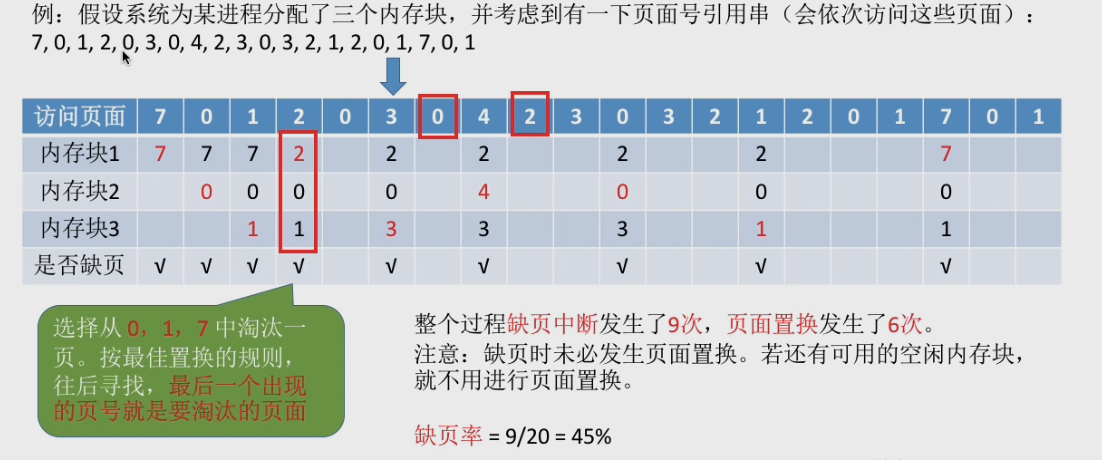 例：假设系统为某进程分配了三个内存块，并考虑到有一下页面号引用串（会依次访问这些页面）：
7, 0, 1, 2, 0, 3, 0, 4, 2, 3, 0, 3, 2, 1, 2, 0, 1, 7, 0, 1
访问页面 7 0 1 2 0 3 0 4 2 3 0 3 2 1 2 0 1 7 0 1
内存块1 7 7 7 2 2 2 2 2 7
内存块2 0 0 0 0 4 0 0 0
内存块3 1 1 3 3 3 1 1
是否缺页 √ √ √ √ √ √ √ √ √
选择从 0，1，7 中淘汰一
页。按最佳置换的规则，
往后寻找，最后一个出现
的页号就是要淘汰的页面
整个过程缺页中断发生了9次，页面置换发生了6次。
注意：缺页时未必发生页面置换。若还有可用的空闲内存块，
就不用进行页面置换。
缺页率 = 9/20 = 45%